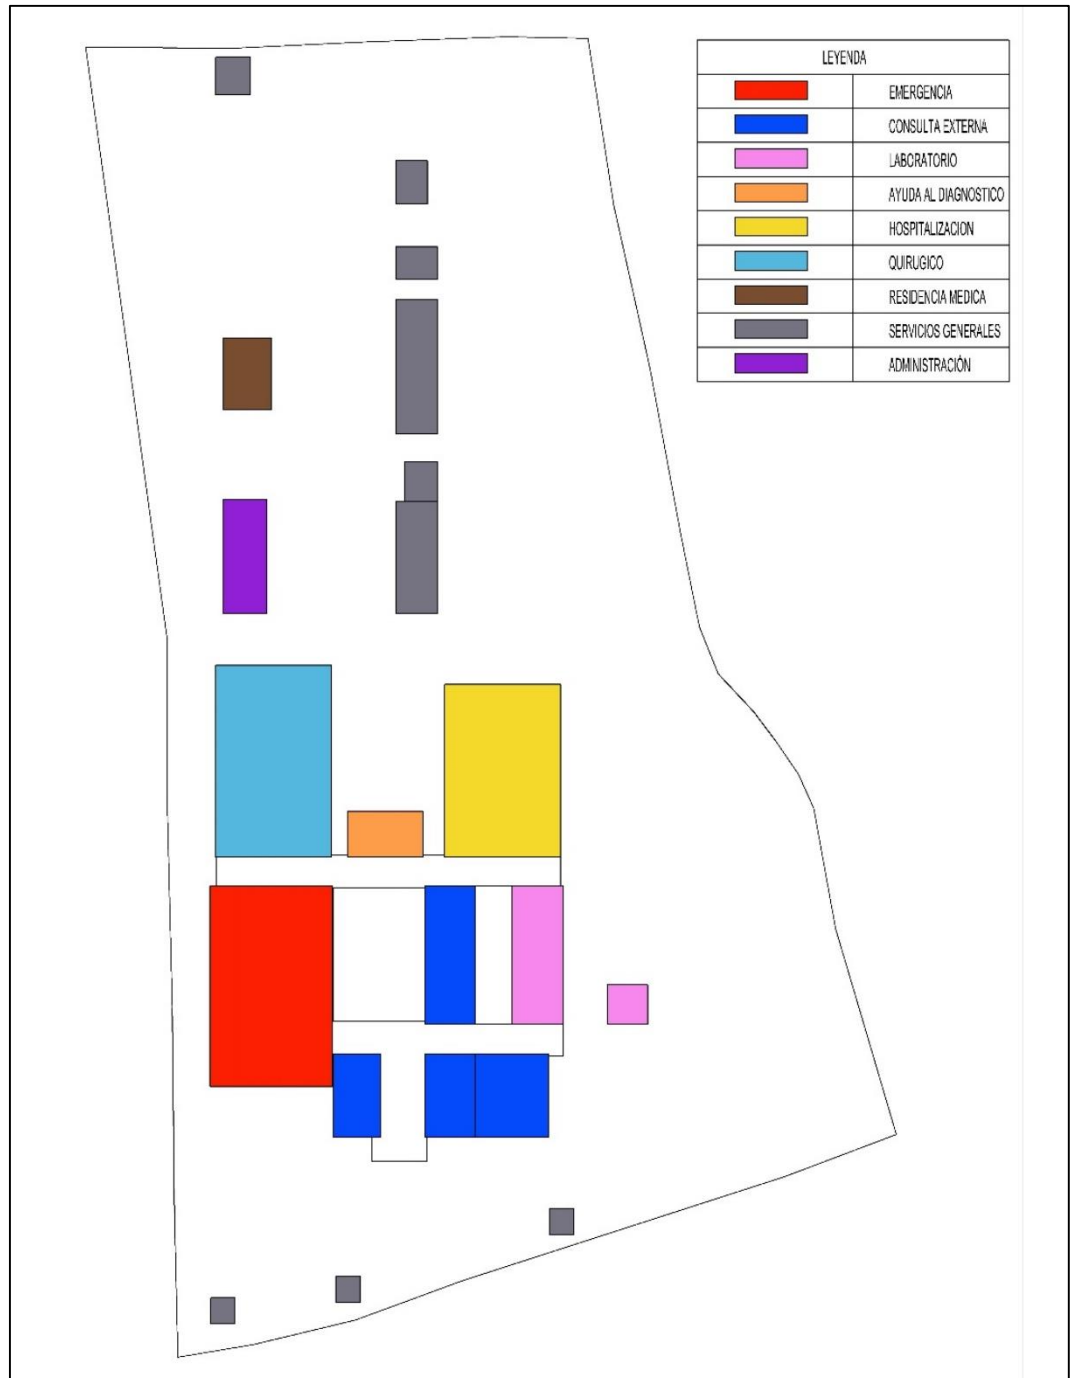 LEYENDA
EMERGENCIA
CONSULTA EXTERNA
LABORATORIO
AYUDA AL DIAGNOSTICO
HOSPITALIZACION
QUIRUGICO
RESIDENCIA MEDICA
SERVICIOS GENERALES
ADMINISTRACIÓN